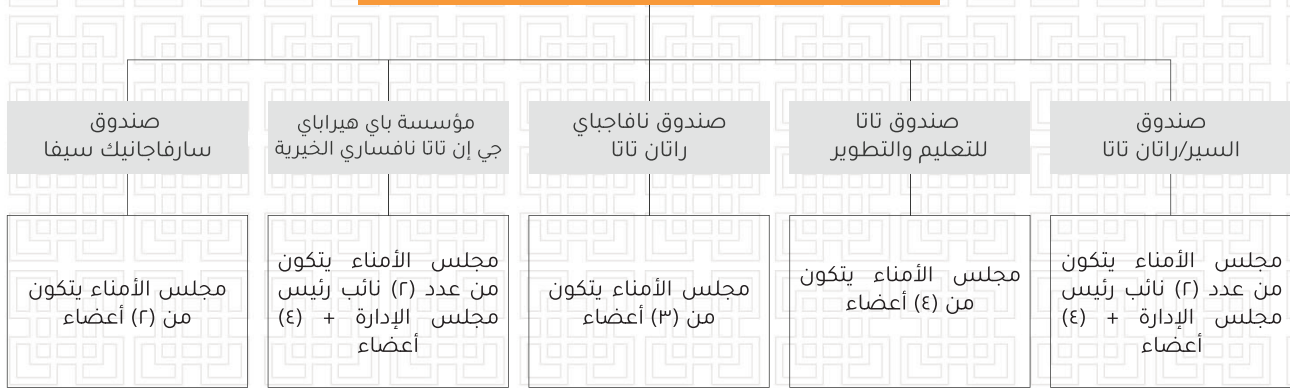 صندوق
السير/راتان تاتا
صندوق تاتا
للتعليم والتطوير
صندوق نافاجباي
راتان تاتا
مؤسسة باي هيراباي
جي إن تاتا نافساري الخيرية
صندوق
سارفاجانيك سيفا
مجلس الأمناء يتكون
من عدد (٢) نائب رئيس
مجلس الإدارة + (٤)
أعضاء
مجلس الأمناء يتكون
من (٤) أعضاء
مجلس الأمناء يتكون
من (٣) أعضاء
مجلس الأمناء يتكون
من عدد (٢) نائب رئيس
مجلس الإدارة + (٤)
أعضاء
مجلس الأمناء يتكون
من (٢) أعضاء